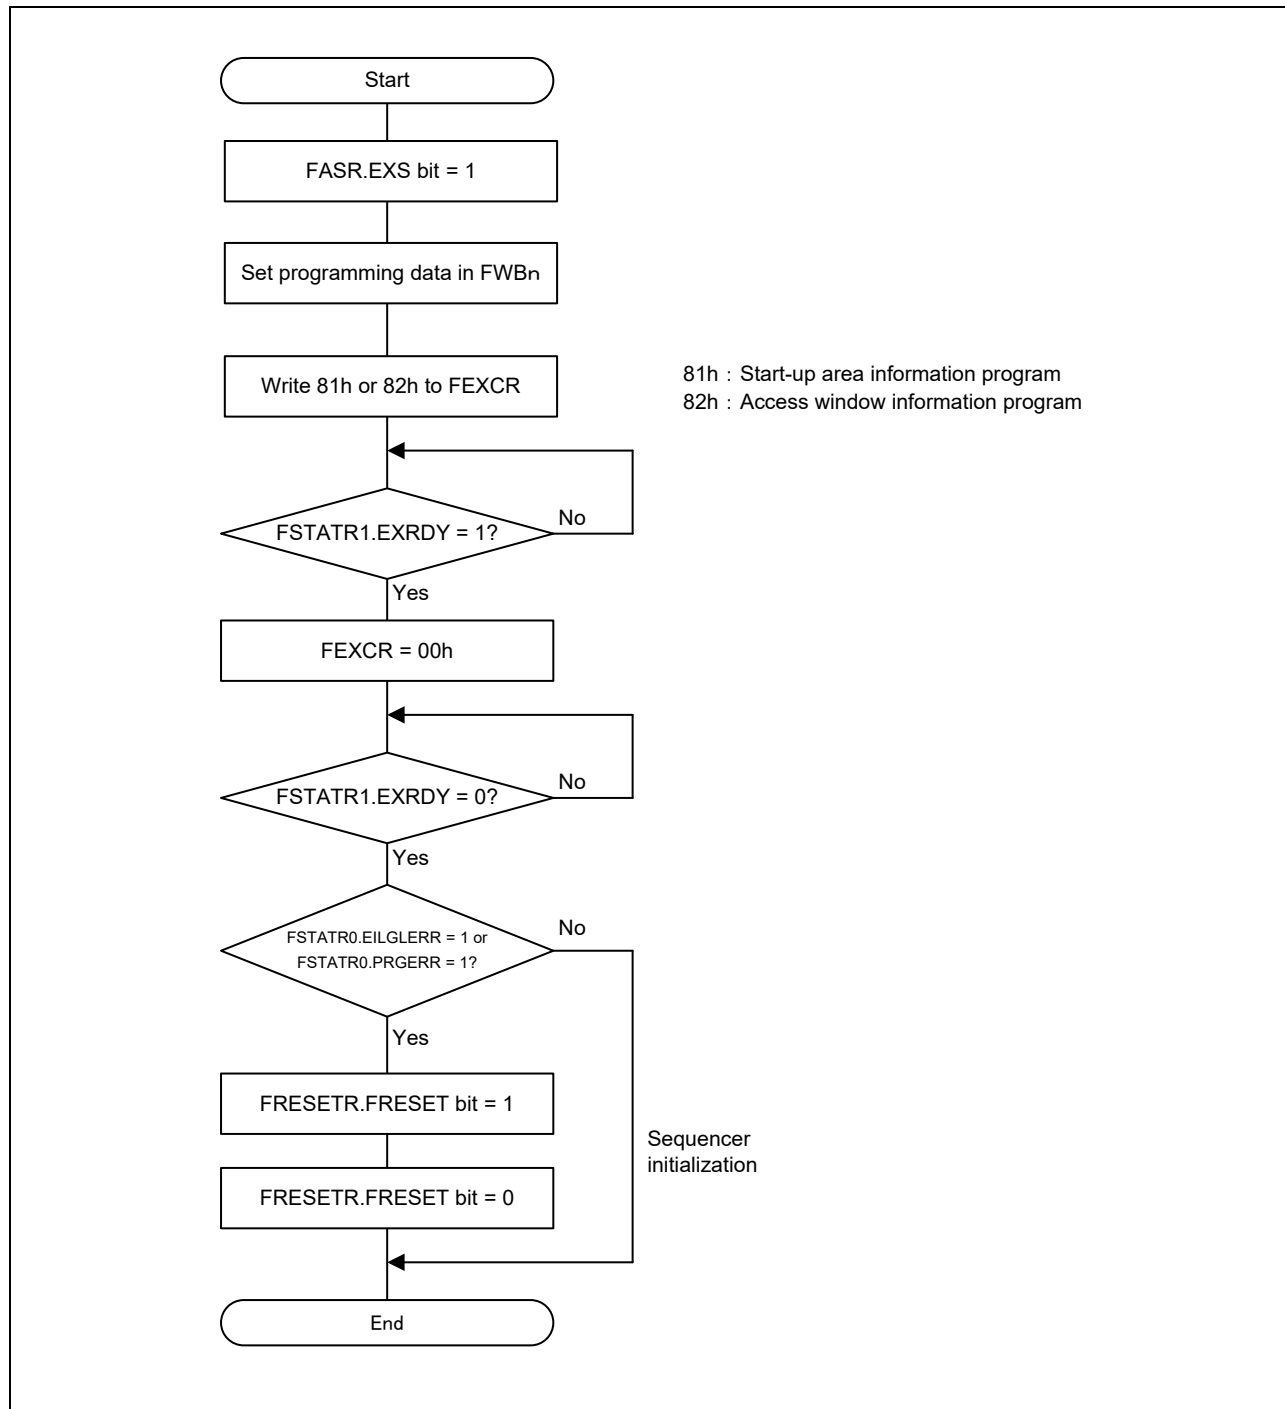 Start
FASR.EXS bit = 1
Set programming data in FWBn
Write 81h or 82h to FEXCR
81h : Start-up area information program
82h : Access window information program
FSTATR1.EXRDY = 1?
No
Yes
FEXCR = 00h
FSTATR1.EXRDY = 0?
No
Yes
FSTATR0.EILGLERR = 1 or
FSTATR0.PRGERR = 1?
No
Yes
FRESETR.FRESET bit = 1
Sequencer
initialization
FRESETR.FRESET bit = 0
End